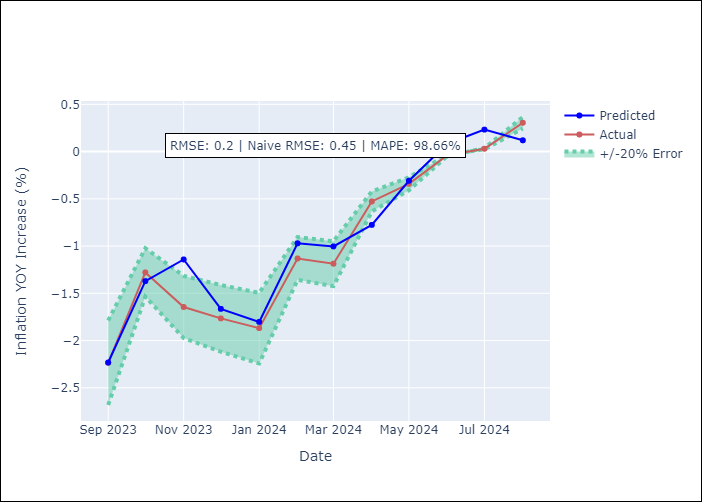 RMSE: 0.2 | Naive RMSE: 0.45 | MAPE: 98.66%
Predicted
Actual
+/-20% Error
Inflation YOY Increase (%)
0.5
0
−0.5
−1
−1.5
−2
−2.5
Sep 2023
Nov 2023
Jan 2024
Mar 2024
May 2024
Jul 2024
Date